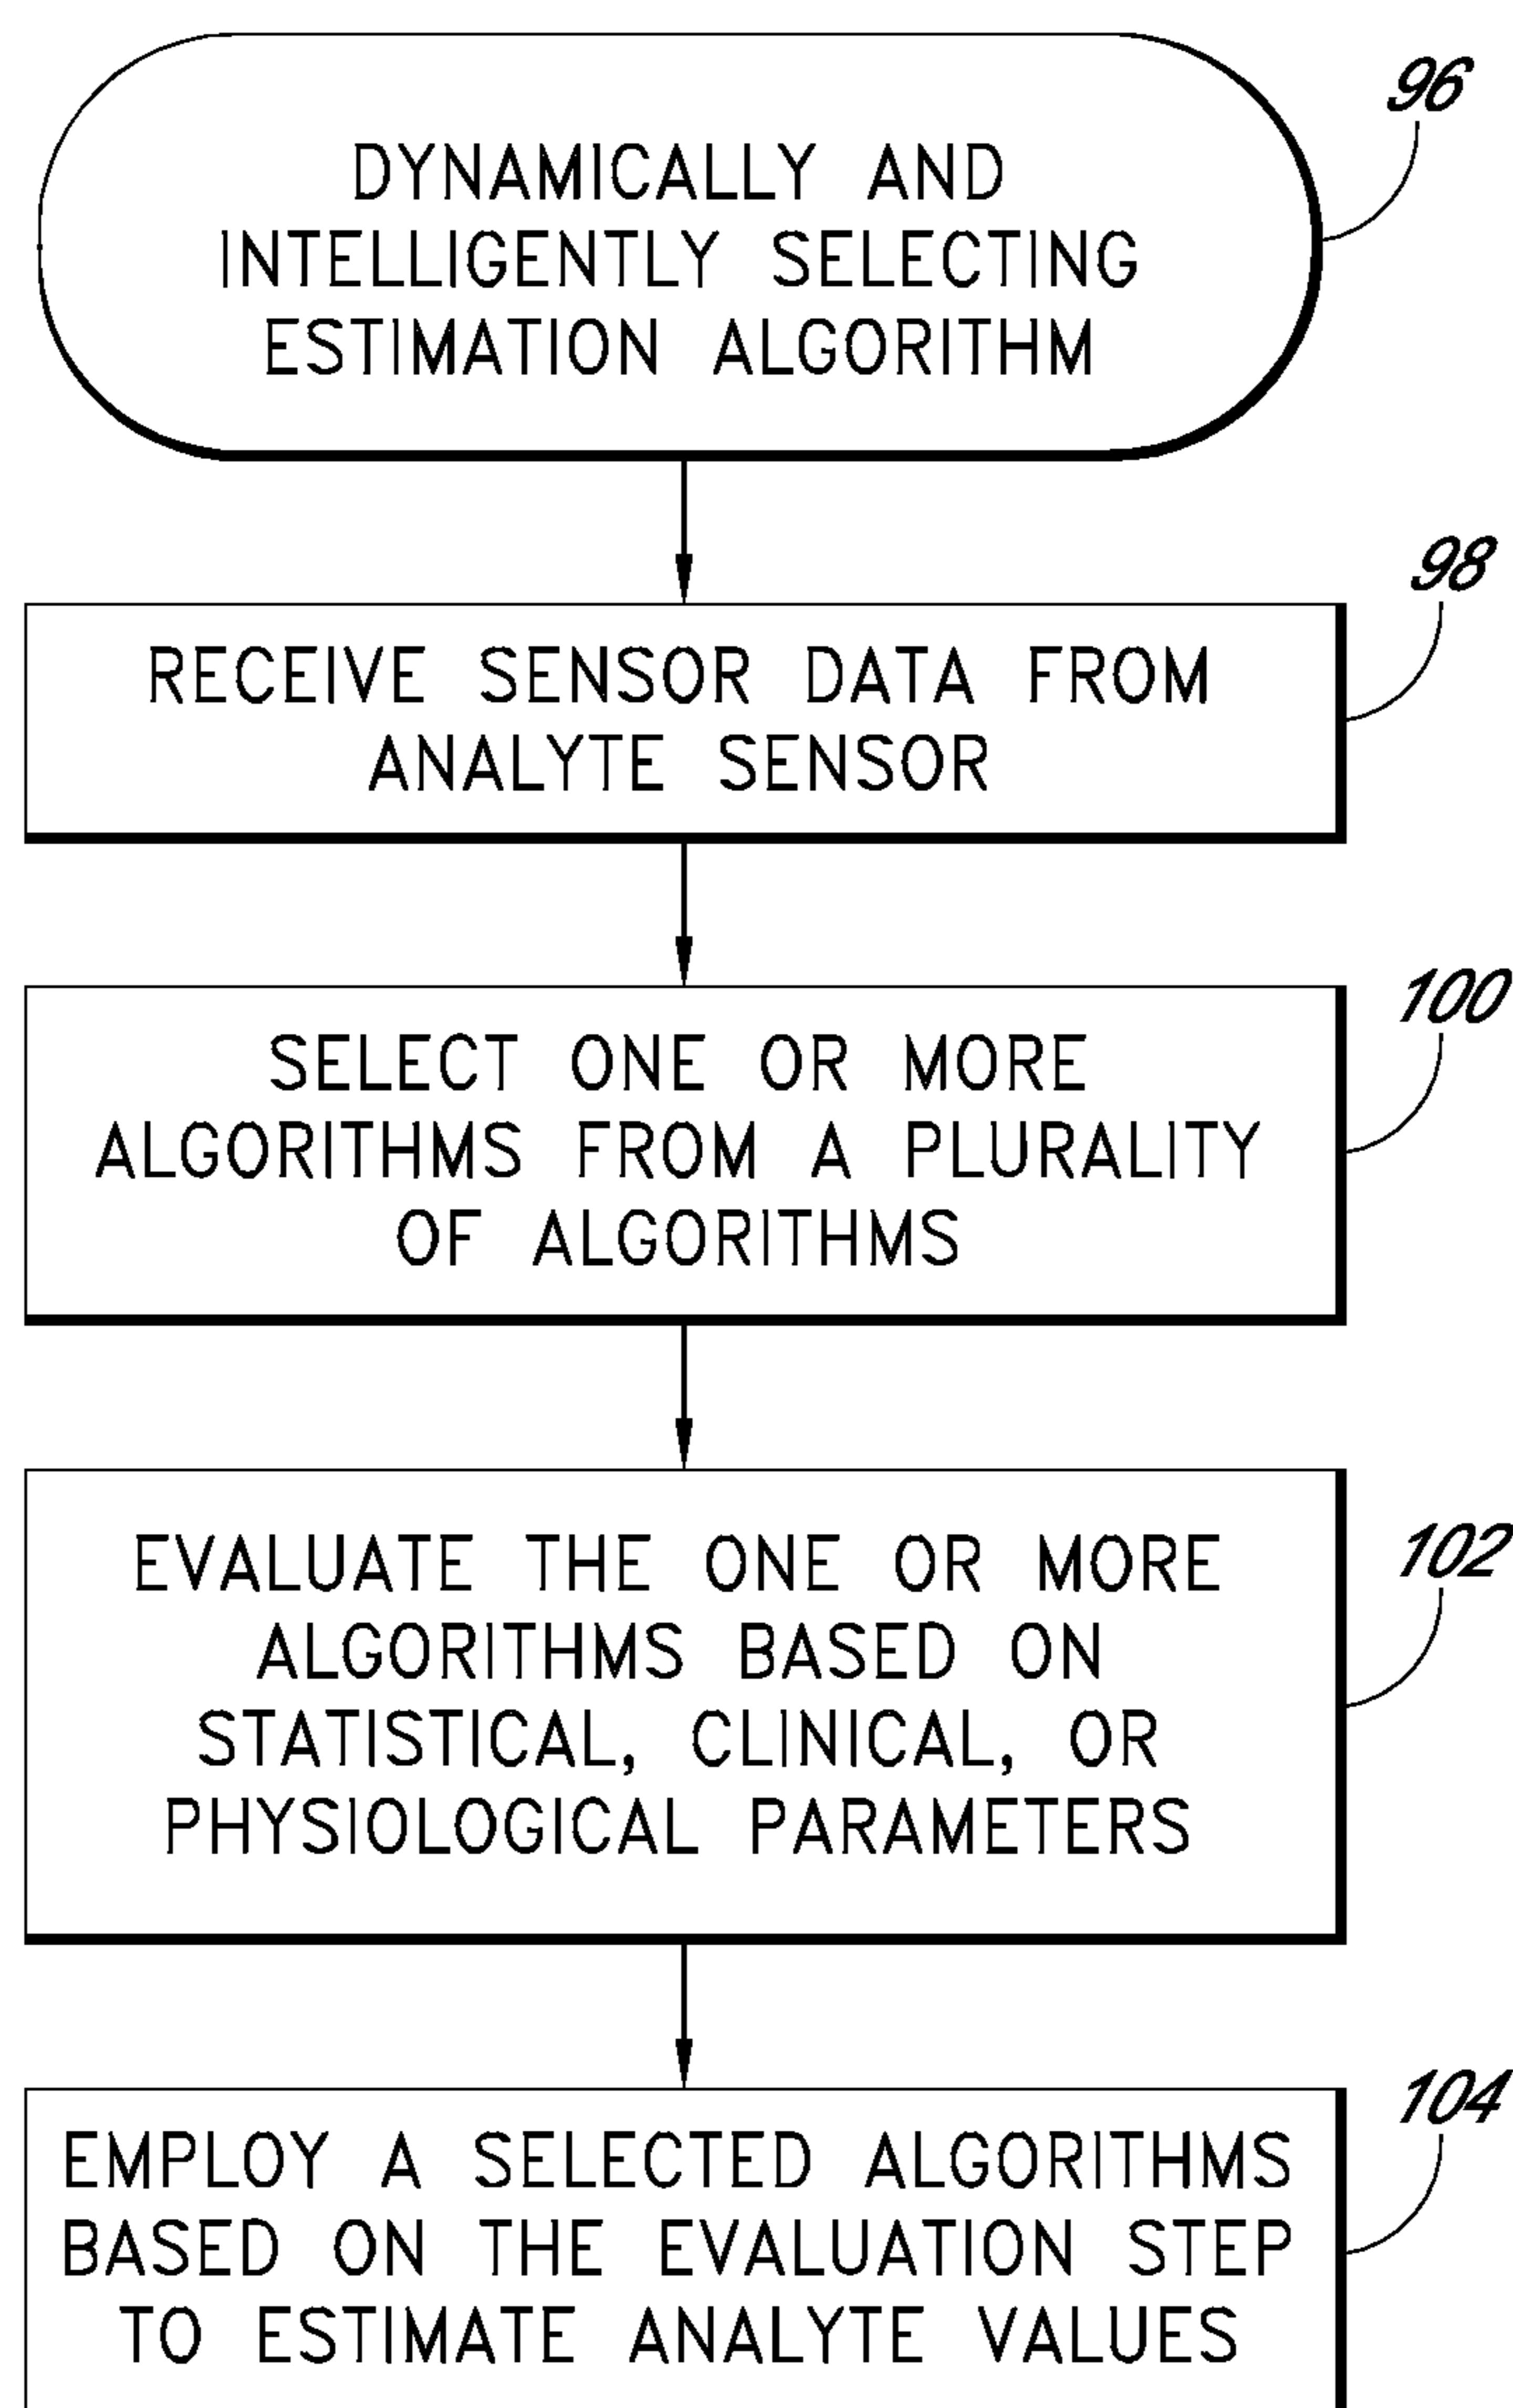 96
DYNAMICALLY AND
INTELLIGENTLY SELECTING
ESTIMATION ALGORITHM
98
RECEIVE SENSOR DATA FROM
ANALYTE SENSOR
100
SELECT ONE OR MORE
ALGORITHMS FROM A PLURALITY
OF ALGORITHMS
102
EVALUATE THE ONE OR MORE
ALGORITHMS BASED ON
STATISTICAL, CLINICAL, OR
PHYSIOLOGICAL PARAMETERS
104
EMPLOY A SELECTED ALGORITHMS
BASED ON THE EVALUATION STEP
TO ESTIMATE ANALYTE VALUES